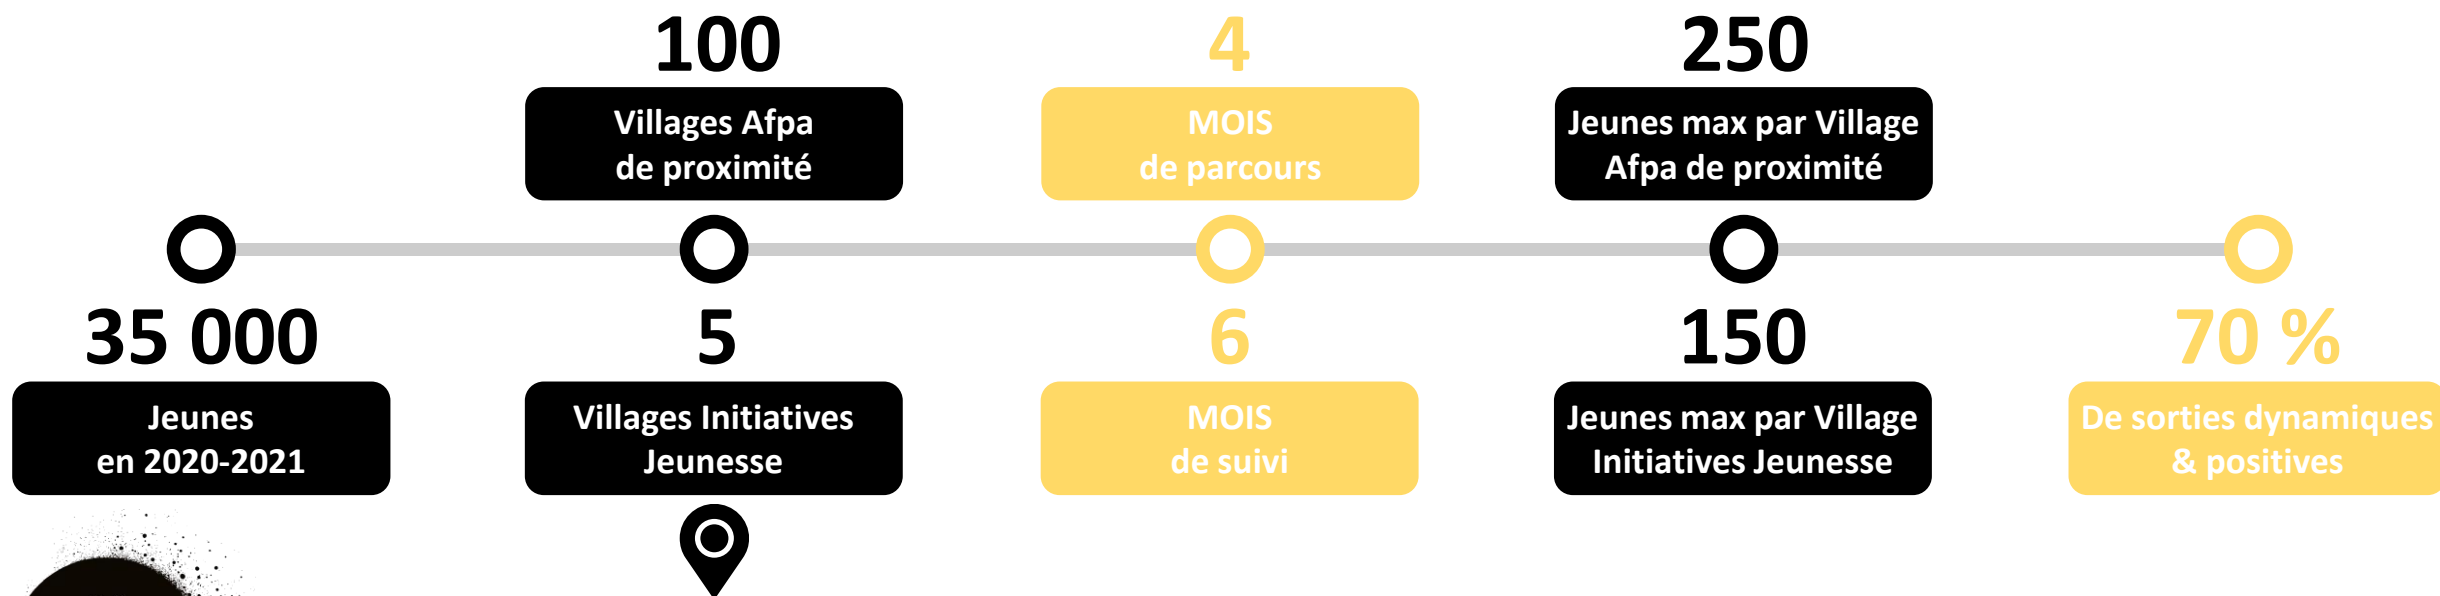 100
Villages Afpa
de proximité
4
MOIS
de parcours
250
Jeunes max par Village
Afpa de proximité
35 000
Jeunes
en 2020-2021
5
Villages Initiatives
Jeunesse
6
MOIS
de suivi
150
Jeunes max par Village
Initiatives Jeunesse
70 %
De sorties dynamiques
& positives